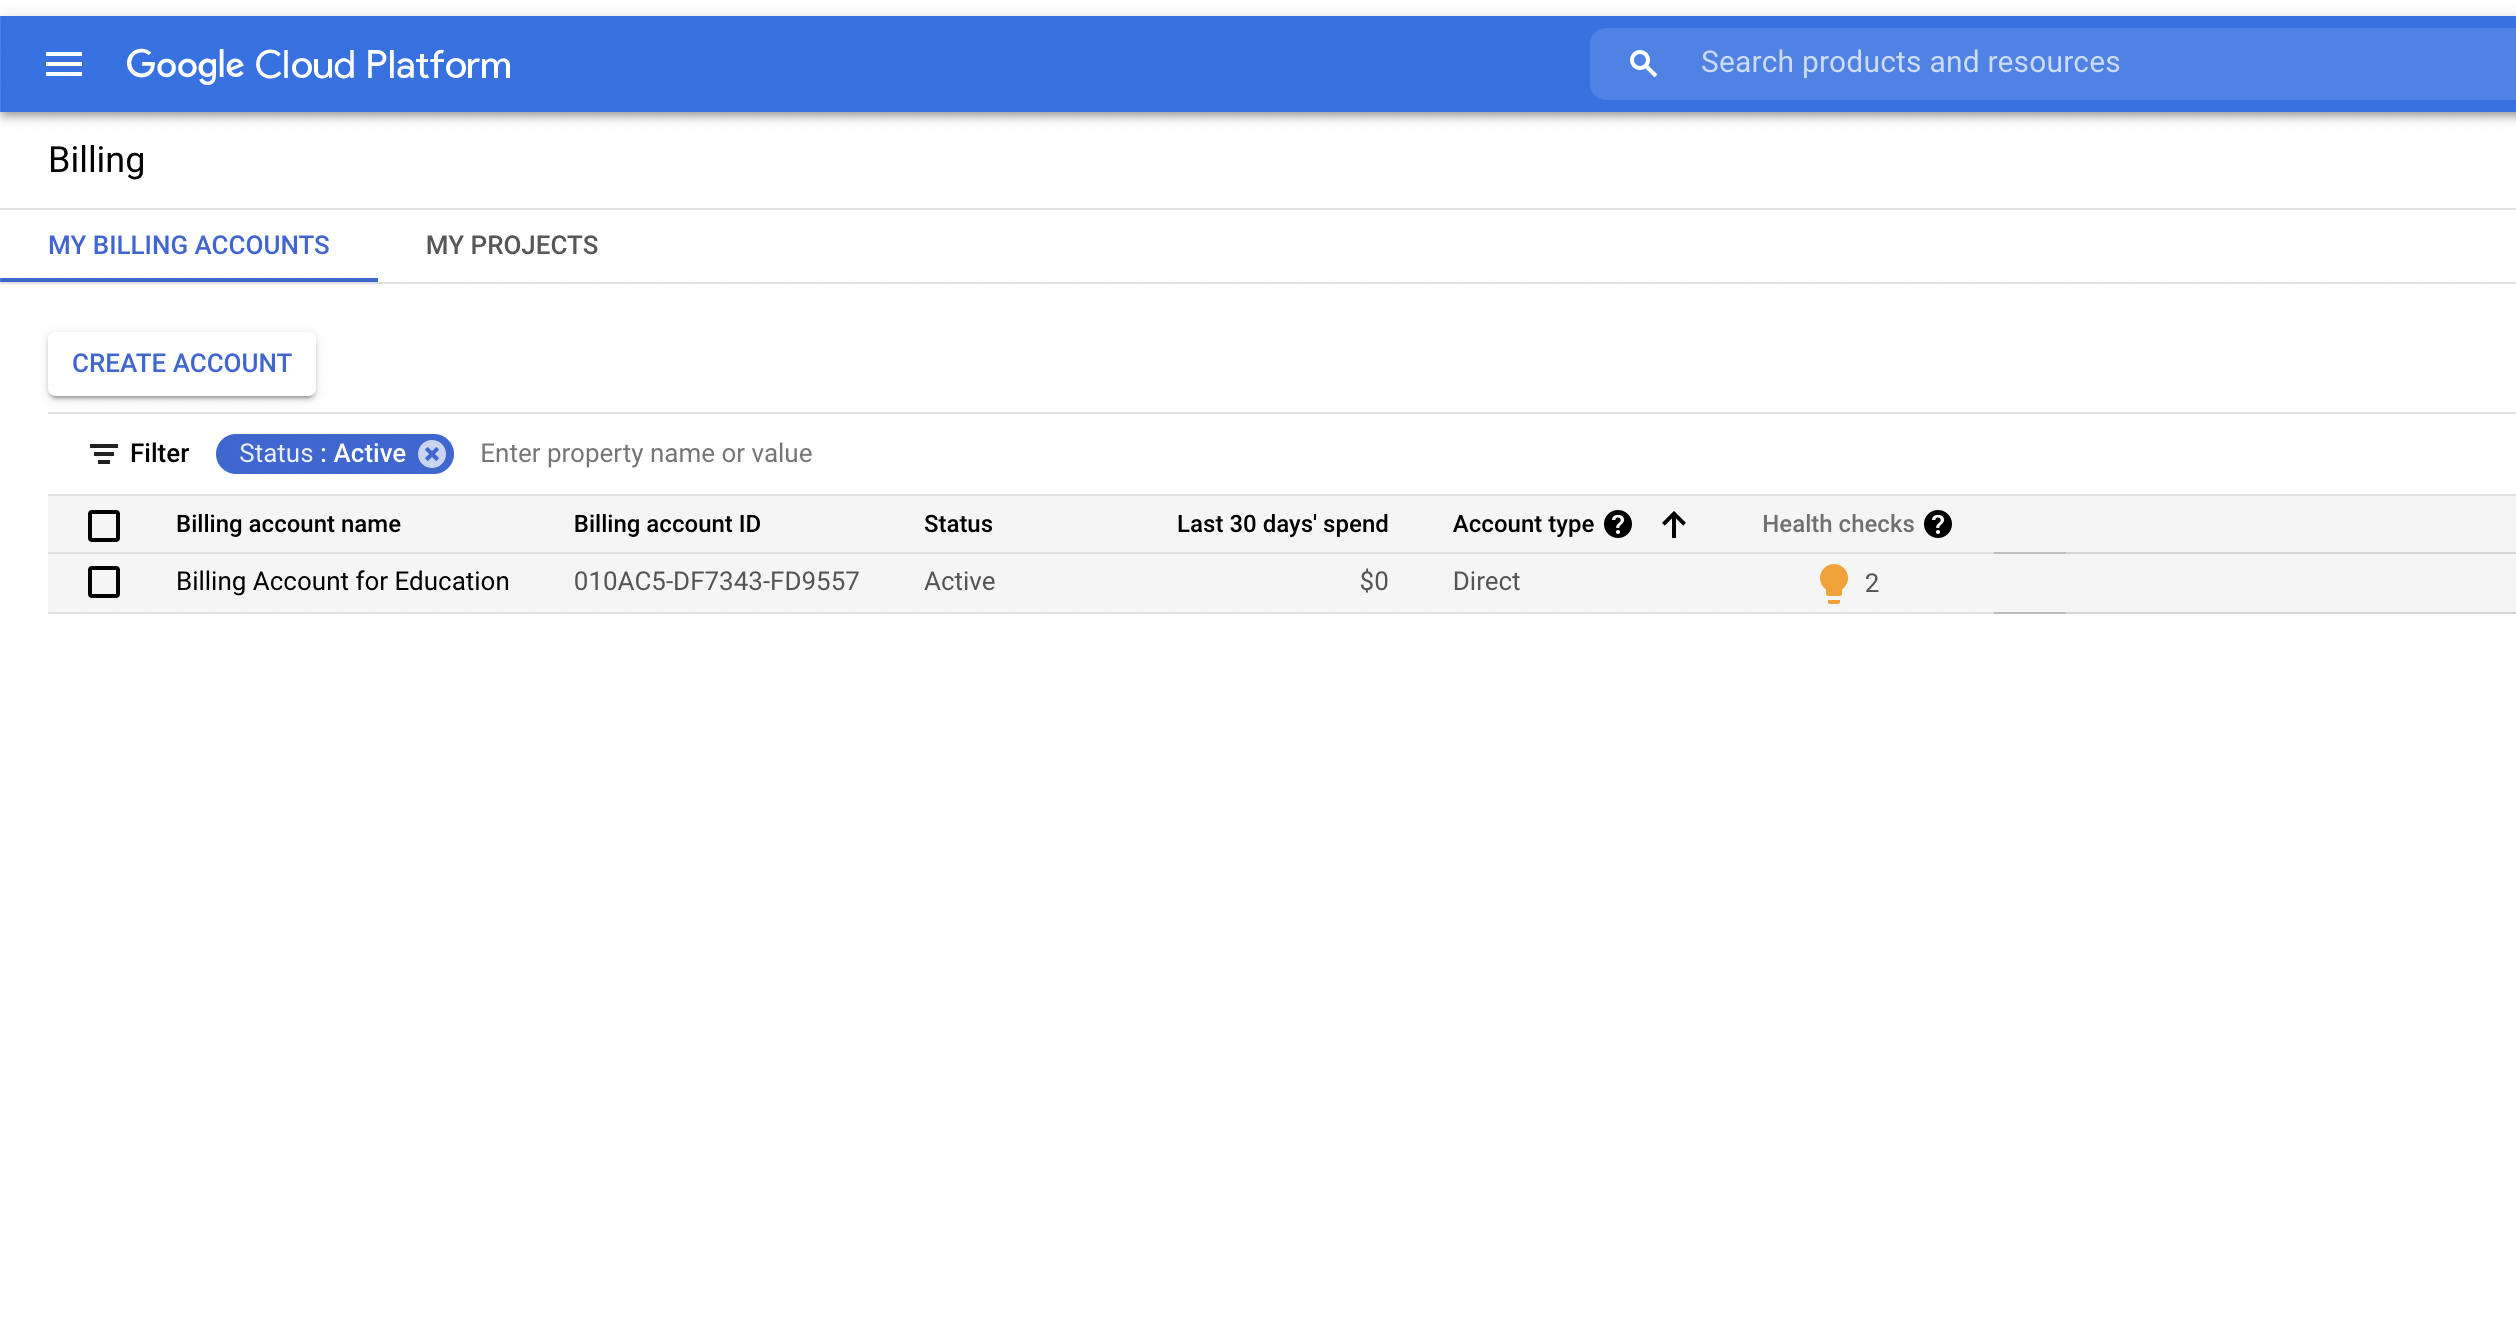 Google Cloud Platform
Search products and resources
Billing
MY BILLING ACCOUNTS MY PROJECTS
CREATE ACCOUNT
Filter Status : Active Enter property name or value
Billing account name Billing account ID Status Last 30 days' spend Account type Health checks
Billing Account for Education 010AC5-DF7343-FD9557 Active $0 Direct 2